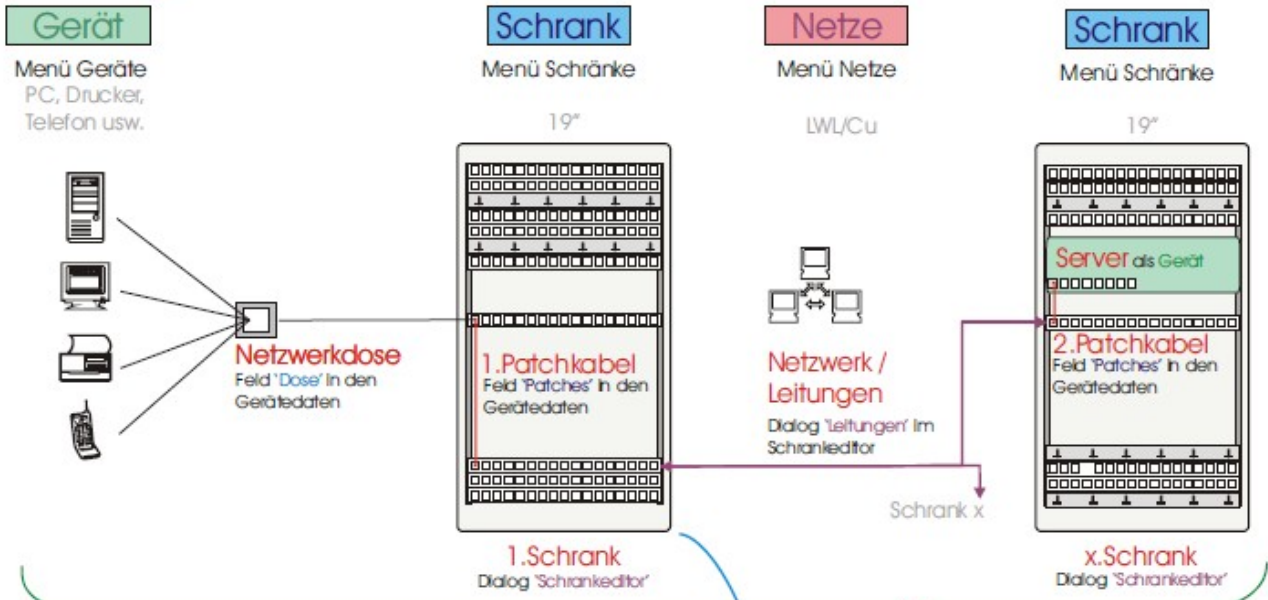 Gerät
Menü Geräte
PC, Drucker,
Telefon usw.
Netzwerkdose
Feld 'Dose' in den
Gerätedaten
Schrank
Menü Schränke
19"
1.Patchkabel
Feld 'Patches' in den
Gerätedaten
1.Schrank
Dialog 'Schrankeditor'
Netze
Menü Netze
LWL/Cu
Netzwerk /
Leitungen
Dialog 'Leitungen' im
Schrankeditor
Schrank x
Schrank
Menü Schränke
19"
Server als Gerät
2.Patchkabel
Feld 'Patches' in den
Gerätedaten
x.Schrank
Dialog 'Schrankeditor'